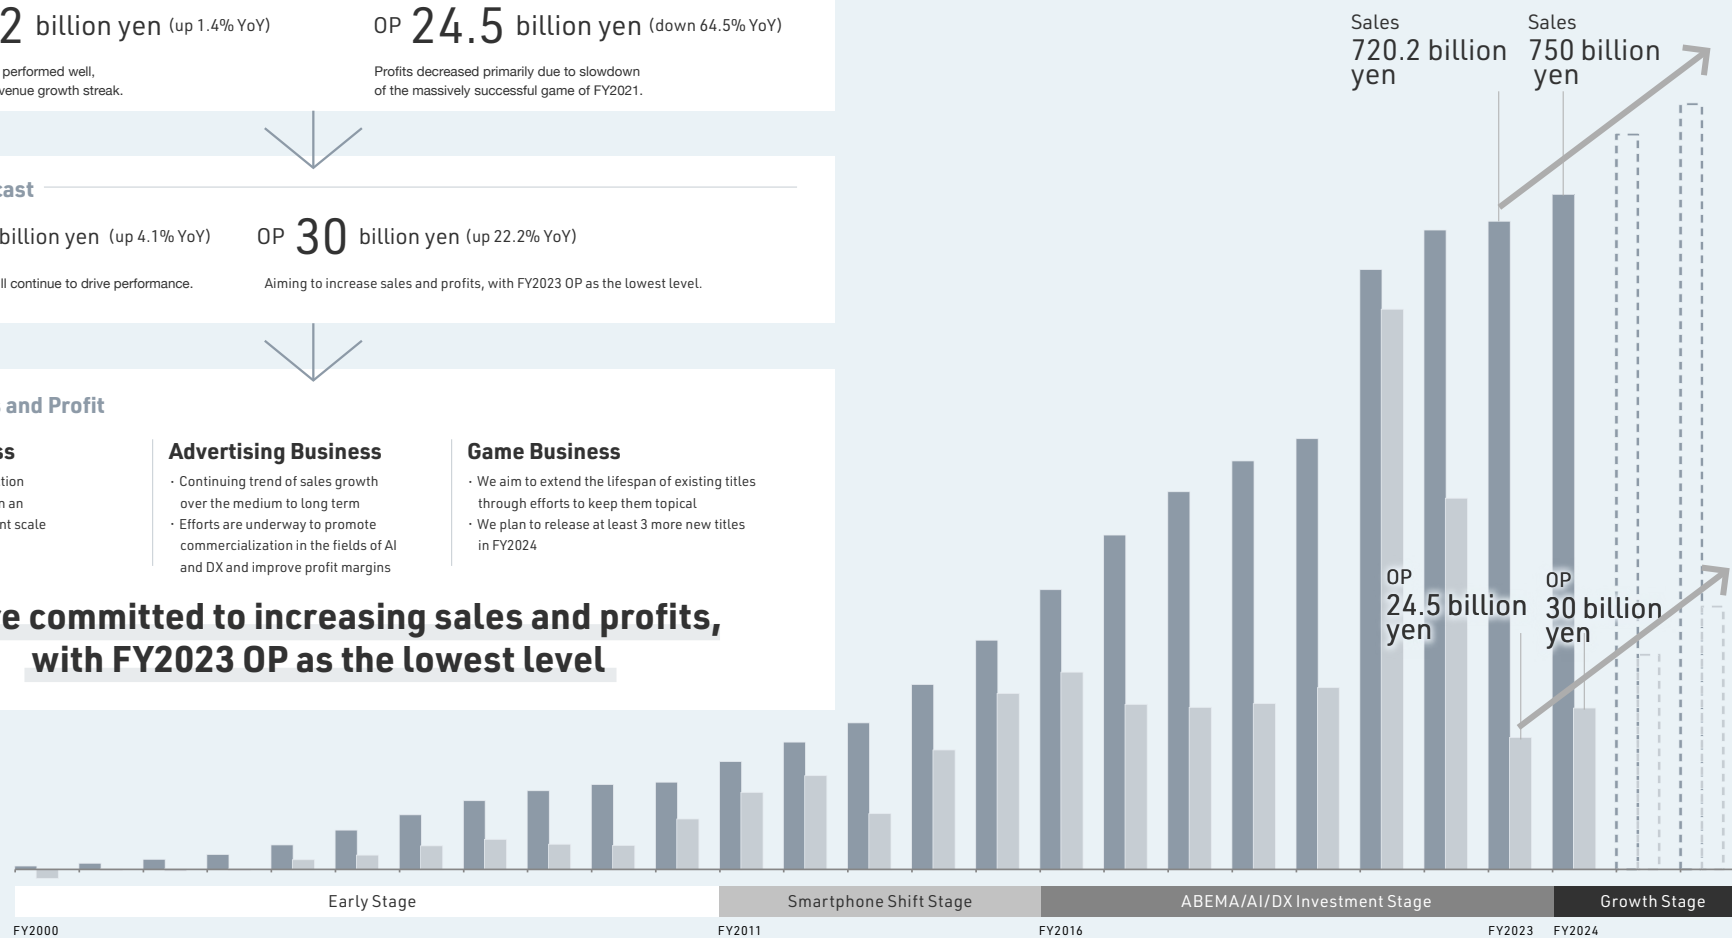 2 billion yen (up 1.4% YoY)
OP 24.5 billion yen (down 64.5% YoY)
performed well,
venue growth streak.
Profits decreased primarily due to slowdown
of the massively successful game of FY2021.
cast
billion yen (up 4.1% YoY)
OP 30 billion yen (up 22.2% YoY)
ll continue to drive performance.
Aiming to increase sales and profits, with FY2023 OP as the lowest level.
and Profit
ss
tion
n an
nt scale
Advertising Business
・Continuing trend of sales growth
over the medium to long term
・Efforts are underway to promote
commercialization in the fields of AI
and DX and improve profit margins
Game Business
・We aim to extend the lifespan of existing titles
through efforts to keep them topical
・We plan to release at least 3 more new titles
in FY2024
e committed to increasing sales and profits,
with FY2023 OP as the lowest level
Sales
720.2 billion
yen
Sales
750 billion
yen
OP
24.5 billion
yen
OP
30 billion
yen
Early Stage
Smartphone Shift Stage
ABEMA/AI/DX Investment Stage
Growth Stage
FY2000
FY2011
FY2016
FY2023
FY2024